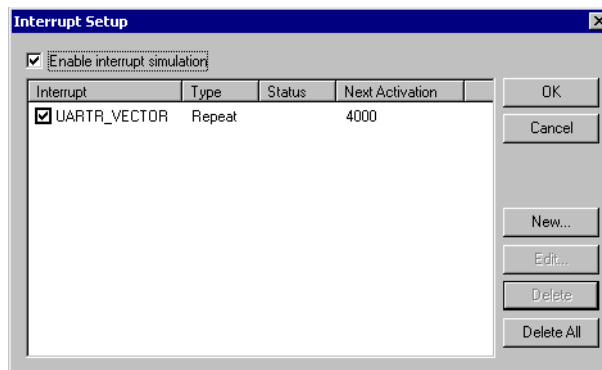 Interrupt Setup
Enable interrupt simulation
Interrupt Type Status Next Activation
UARTR_VECTOR Repeat 4000
OK
Cancel
New...
Edit...
Delete
Delete All